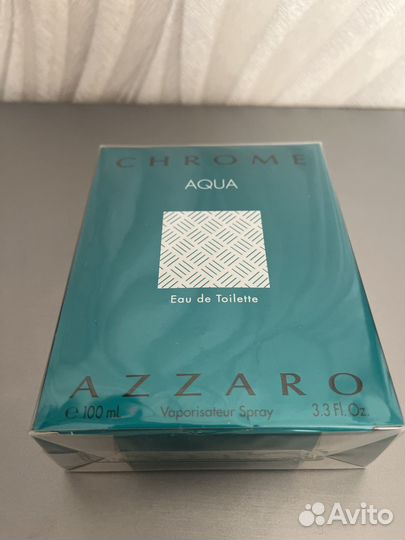 CHROME
AQUA
Eau de Toilette
AZZARO
℮ 100 ml Vaporisateur Spray 3.3 Fl. Oz.
Avito